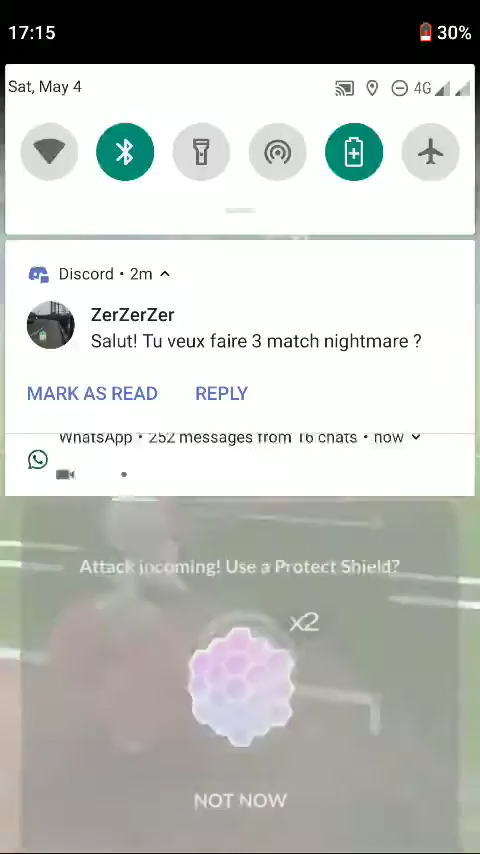 17:15
30%
Sat, May 4
4G
Discord • 2m
ZerZerZer
Salut! Tu veux faire 3 match nightmare ?
MARK AS READ REPLY
WhatsApp • 252 messages from 16 chats • now
Attack incoming! Use a Protect Shield?
x2
NOT NOW